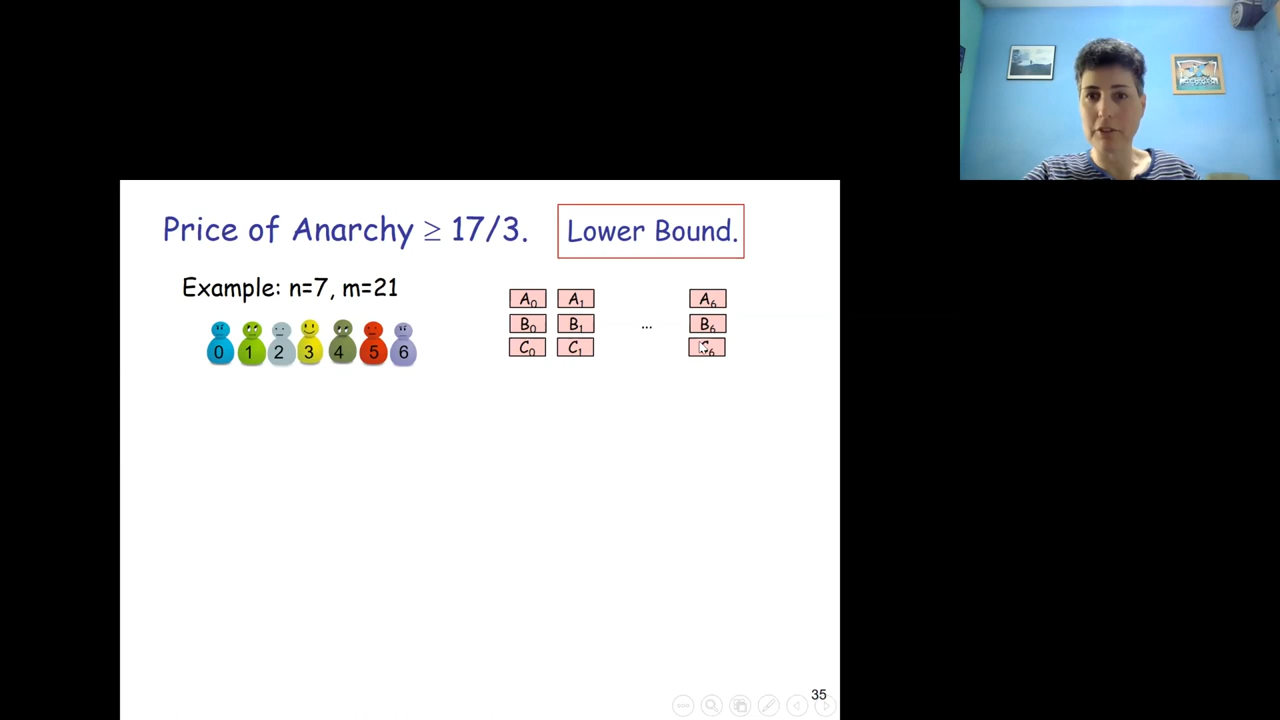 Price of Anarchy ≥ 17/3.
Lower Bound.
Example: n=7, m=21
0 1 2 3 4 5 6
A₀ A₁ A₆
B₀ B₁ ... B₆
C₀ C₁ C₆
35